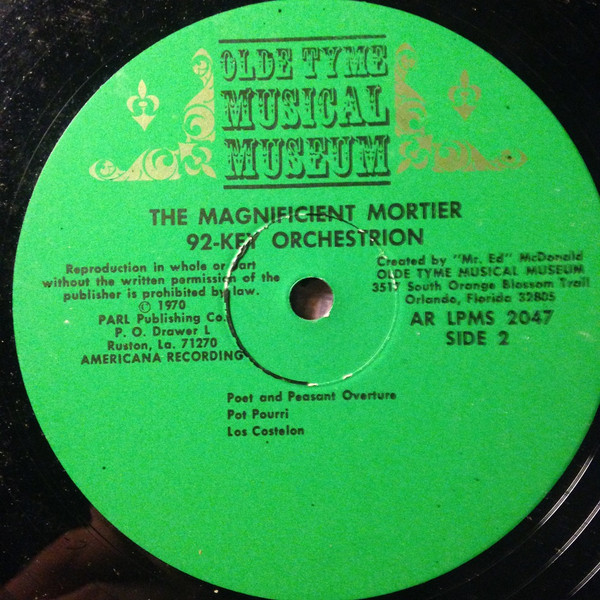 OLDE TYME
MUSICAL
MUSEUM
THE MAGNIFICIENT MORTIER
92-KEY ORCHESTRION
Reproduction in whole or part
without the written permission of the
publisher is prohibited by law.
© 1970
PARL Publishing Co.
P. O. Drawer L
Ruston, La. 71270
AMERICANA RECORDING
Created by "Mr. Ed" McDonald
OLDE TYME MUSICAL MUSEUM
3517 South Orange Blossom Trail
Orlando, Florida 32805
AR LPMS 2047
SIDE 2
Poet and Peasant Overture
Pot Pourri
Los Costelon